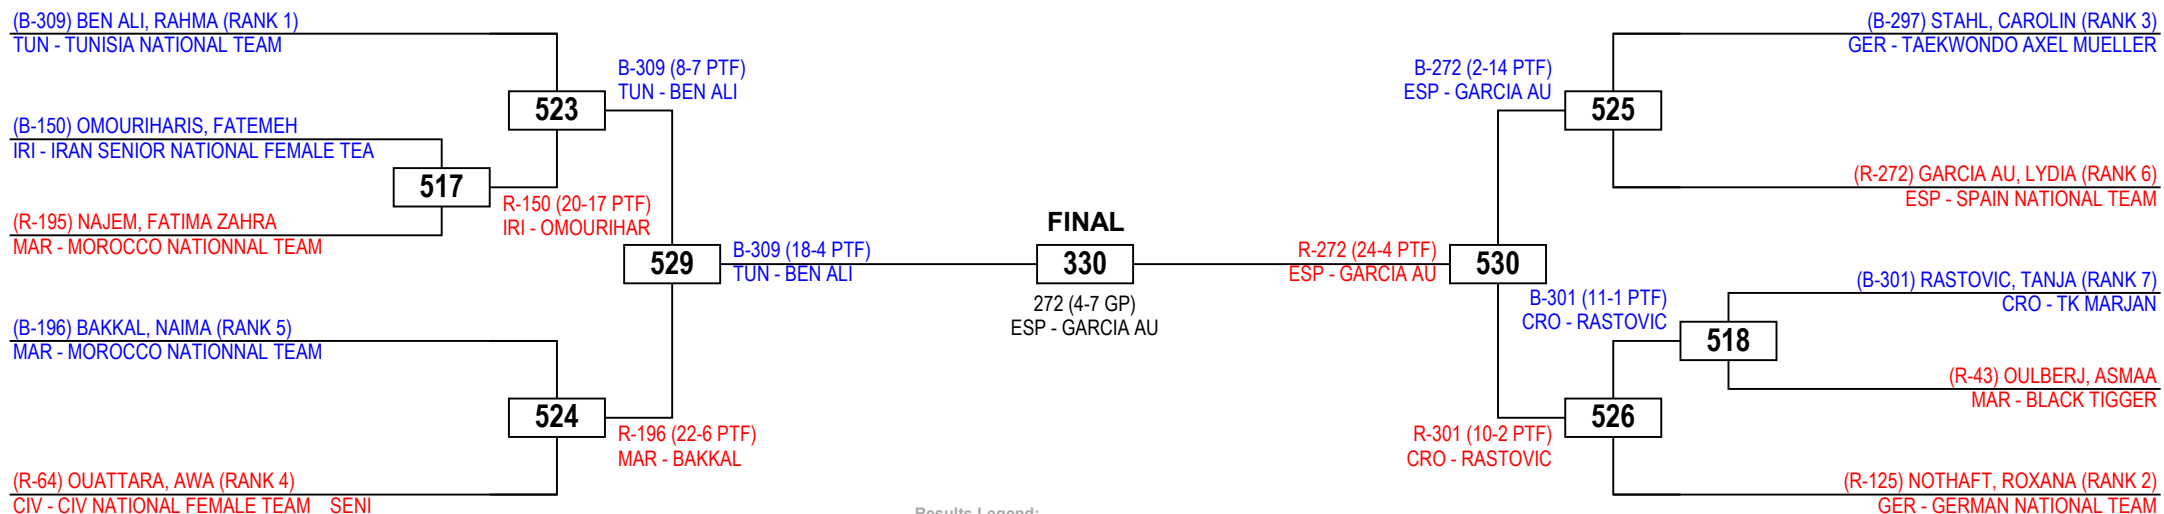 (B-309) BEN ALI, RAHMA (RANK 1)
TUN - TUNISIA NATIONAL TEAM
B-309 (8-7 PTF)
TUN - BEN ALI
523
(B-150) OMOURIHARIS, FATEMEH
IRI - IRAN SENIOR NATIONAL FEMALE TEA
517
R-150 (20-17 PTF)
IRI - OMOURIHAR
(R-195) NAJEM, FATIMA ZAHRA
MAR - MOROCCO NATIONNAL TEAM
529
B-309 (18-4 PTF)
TUN - BEN ALI
(B-196) BAKKAL, NAIMA (RANK 5)
MAR - MOROCCO NATIONNAL TEAM
524
R-196 (22-6 PTF)
MAR - BAKKAL
(R-64) OUATTARA, AWA (RANK 4)
CIV - CIV NATIONAL FEMALE TEAM SENI
FINAL
330
272 (4-7 GP)
ESP - GARCIA AU
Results Legend:
(B-297) STAHL, CAROLIN (RANK 3)
GER - TAEKWONDO AXEL MUELLER
B-272 (2-14 PTF)
ESP - GARCIA AU
525
(R-272) GARCIA AU, LYDIA (RANK 6)
ESP - SPAIN NATIONAL TEAM
R-272 (24-4 PTF)
ESP - GARCIA AU
530
(B-301) RASTOVIC, TANJA (RANK 7)
CRO - TK MARJAN
B-301 (11-1 PTF)
CRO - RASTOVIC
518
(R-43) OULBERJ, ASMAA
MAR - BLACK TIGGER
526
R-301 (10-2 PTF)
CRO - RASTOVIC
(R-125) NOTHAFT, ROXANA (RANK 2)
GER - GERMAN NATIONAL TEAM